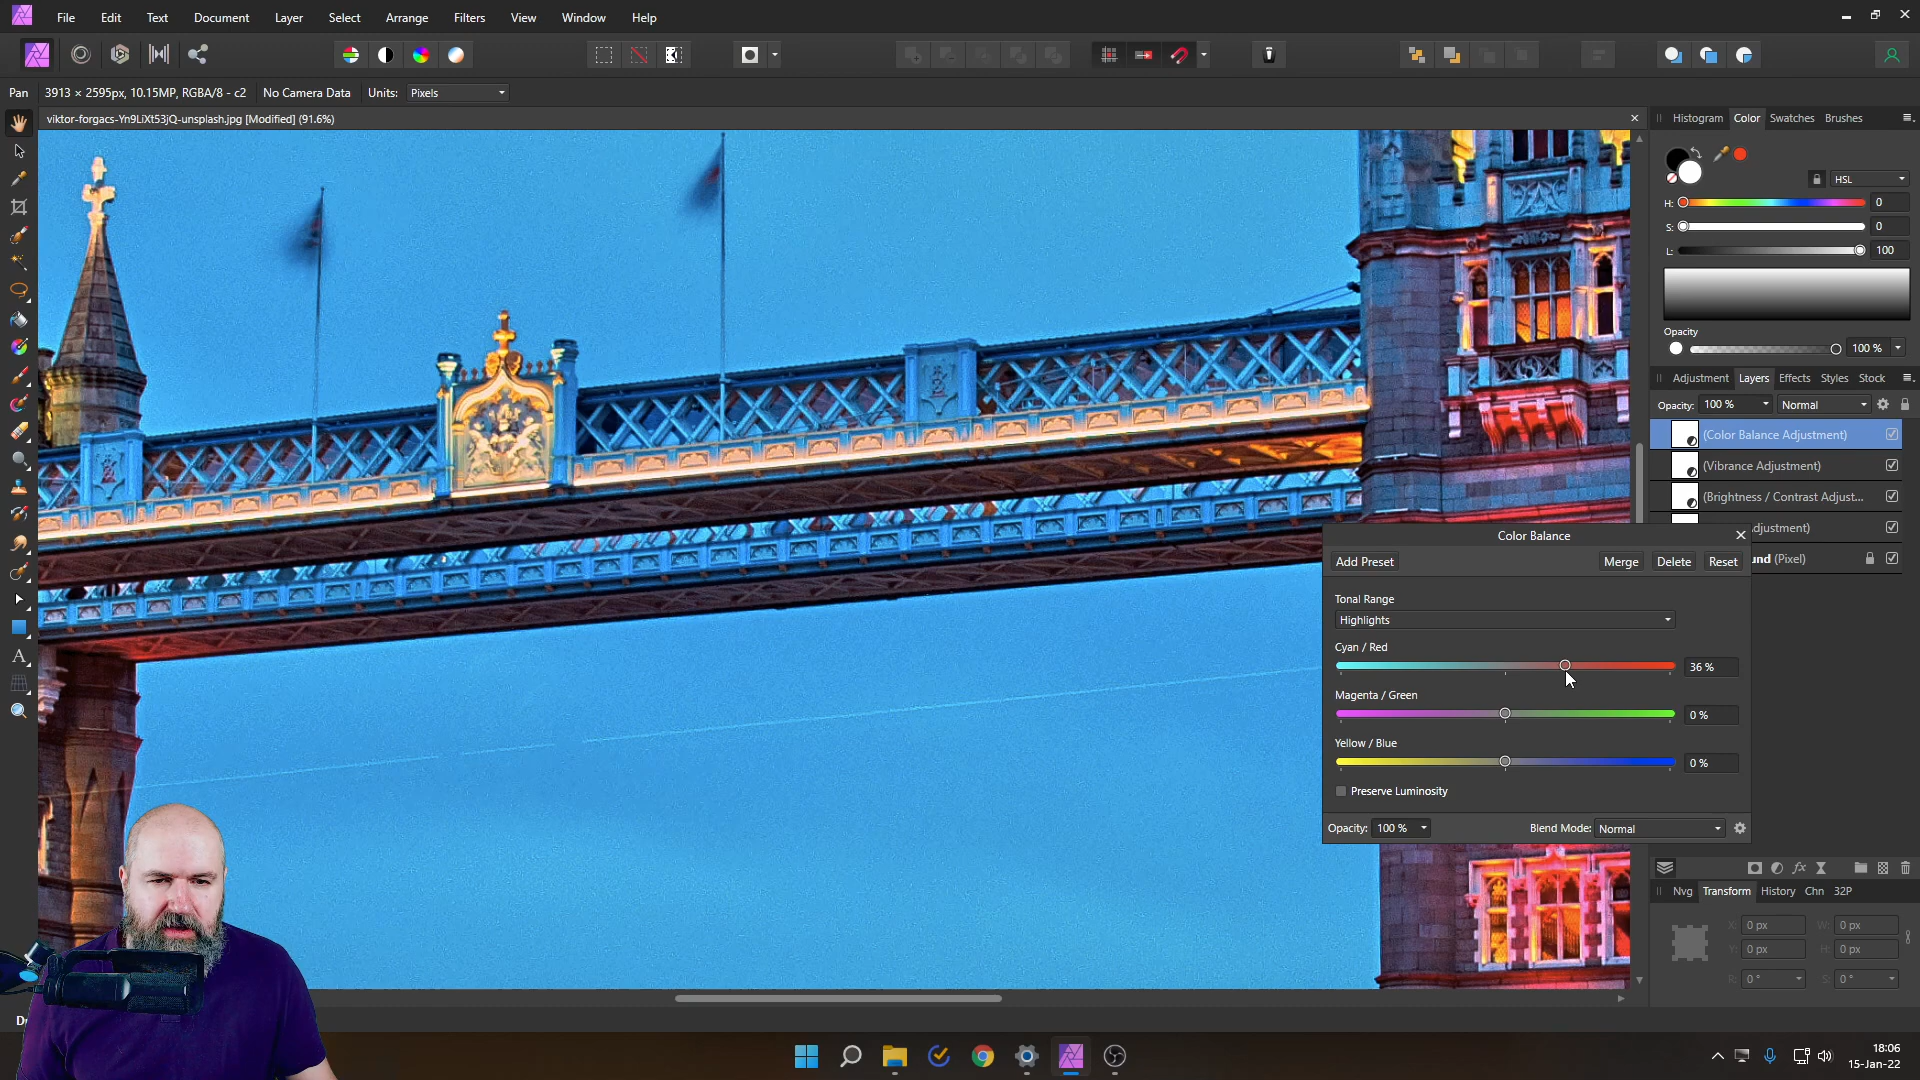 File Edit Text Document Layer Select Arrange Filters View Window Help
Pan 3913 × 2595px, 10.15MP, RGBA/8 - c2 No Camera Data Units: Pixels
viktor-forgacs-Yn9LiXt53jQ-unsplash.jpg [Modified] (91.6%)
Histogram Color Swatches Brushes
HSL
H: 0
S: 0
L: 100
Opacity
100 %
Adjustment Layers Effects Styles Stock
Opacity: 100 % Normal
(Color Balance Adjustment)
(Vibrance Adjustment)
(Brightness / Contrast Adjust...
djustment)
und (Pixel)
Color Balance
Add Preset Merge Delete Reset
Tonal Range
Highlights
Cyan / Red
36 %
Magenta / Green
0 %
Yellow / Blue
0 %
Preserve Luminosity
Opacity: 100 % Blend Mode: Normal
Nvg Transform History Chn 32P
X: 0 px W: 0 px
Y: 0 px H: 0 px
R: 0 ° S: 0 °
18:06
15-Jan-22